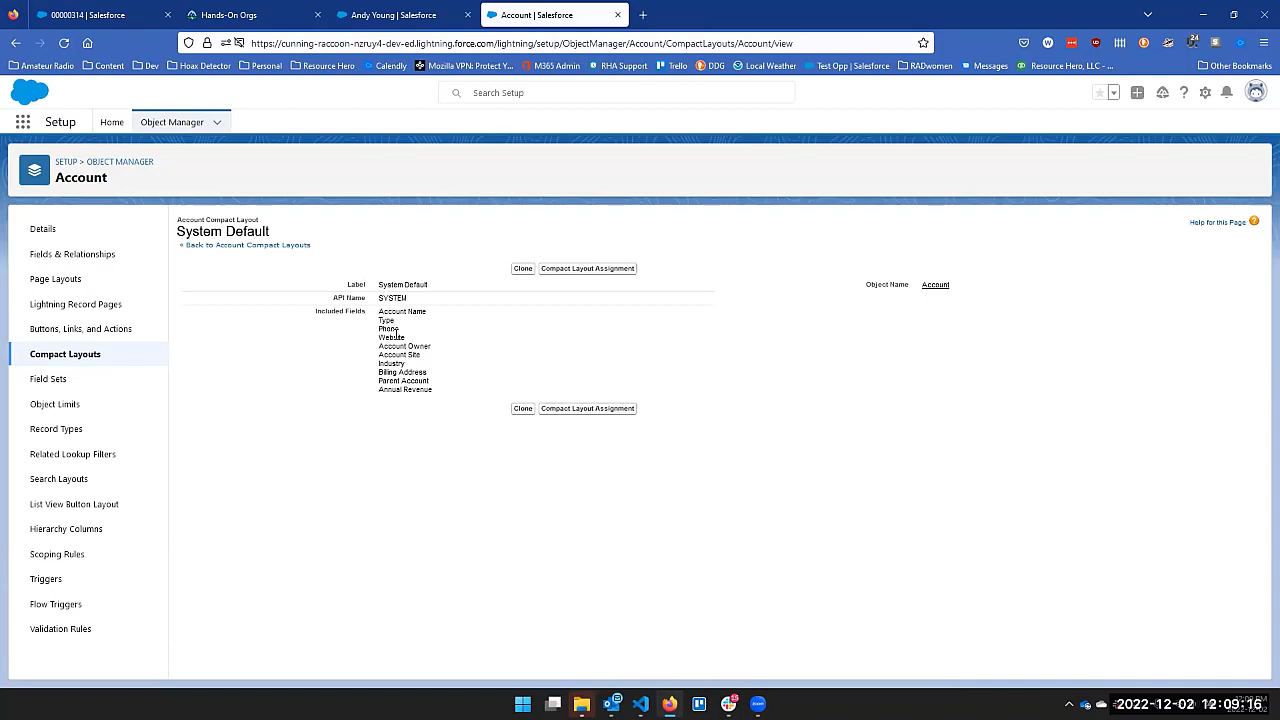 00000314 | Salesforce
Hands-On Orgs
Andy Young | Salesforce
Account | Salesforce
https://cunning-raccoon-nzruy4-dev-ed.lightning.force.com/lightning/setup/ObjectManager/Account/CompactLayouts/Account/view
Amateur Radio
Content
Dev
Hoax Detector
Personal
Resource Hero
Calendly
Mozilla VPN: Protect Y...
M365 Admin
RHA Support
Trello
DDG
Local Weather
Test Opp | Salesforce
RADwomen
Messages
Resource Hero, LLC - ...
Other Bookmarks
Search Setup
Setup
Home
Object Manager
SETUP > OBJECT MANAGER
Account
Details
Fields & Relationships
Page Layouts
Lightning Record Pages
Buttons, Links, and Actions
Compact Layouts
Field Sets
Object Limits
Record Types
Related Lookup Filters
Search Layouts
List View Button Layout
Hierarchy Columns
Scoping Rules
Triggers
Flow Triggers
Validation Rules
Account Compact Layout
System Default
« Back to Account Compact Layouts
Help for this Page
Clone
Compact Layout Assignment
Label System Default
Object Name Account
API Name SYSTEM
Included Fields Account Name
Type
Phone
Website
Account Owner
Account Site
Industry
Billing Address
Parent Account
Annual Revenue
Clone
Compact Layout Assignment
2022-12-02 12:09:16